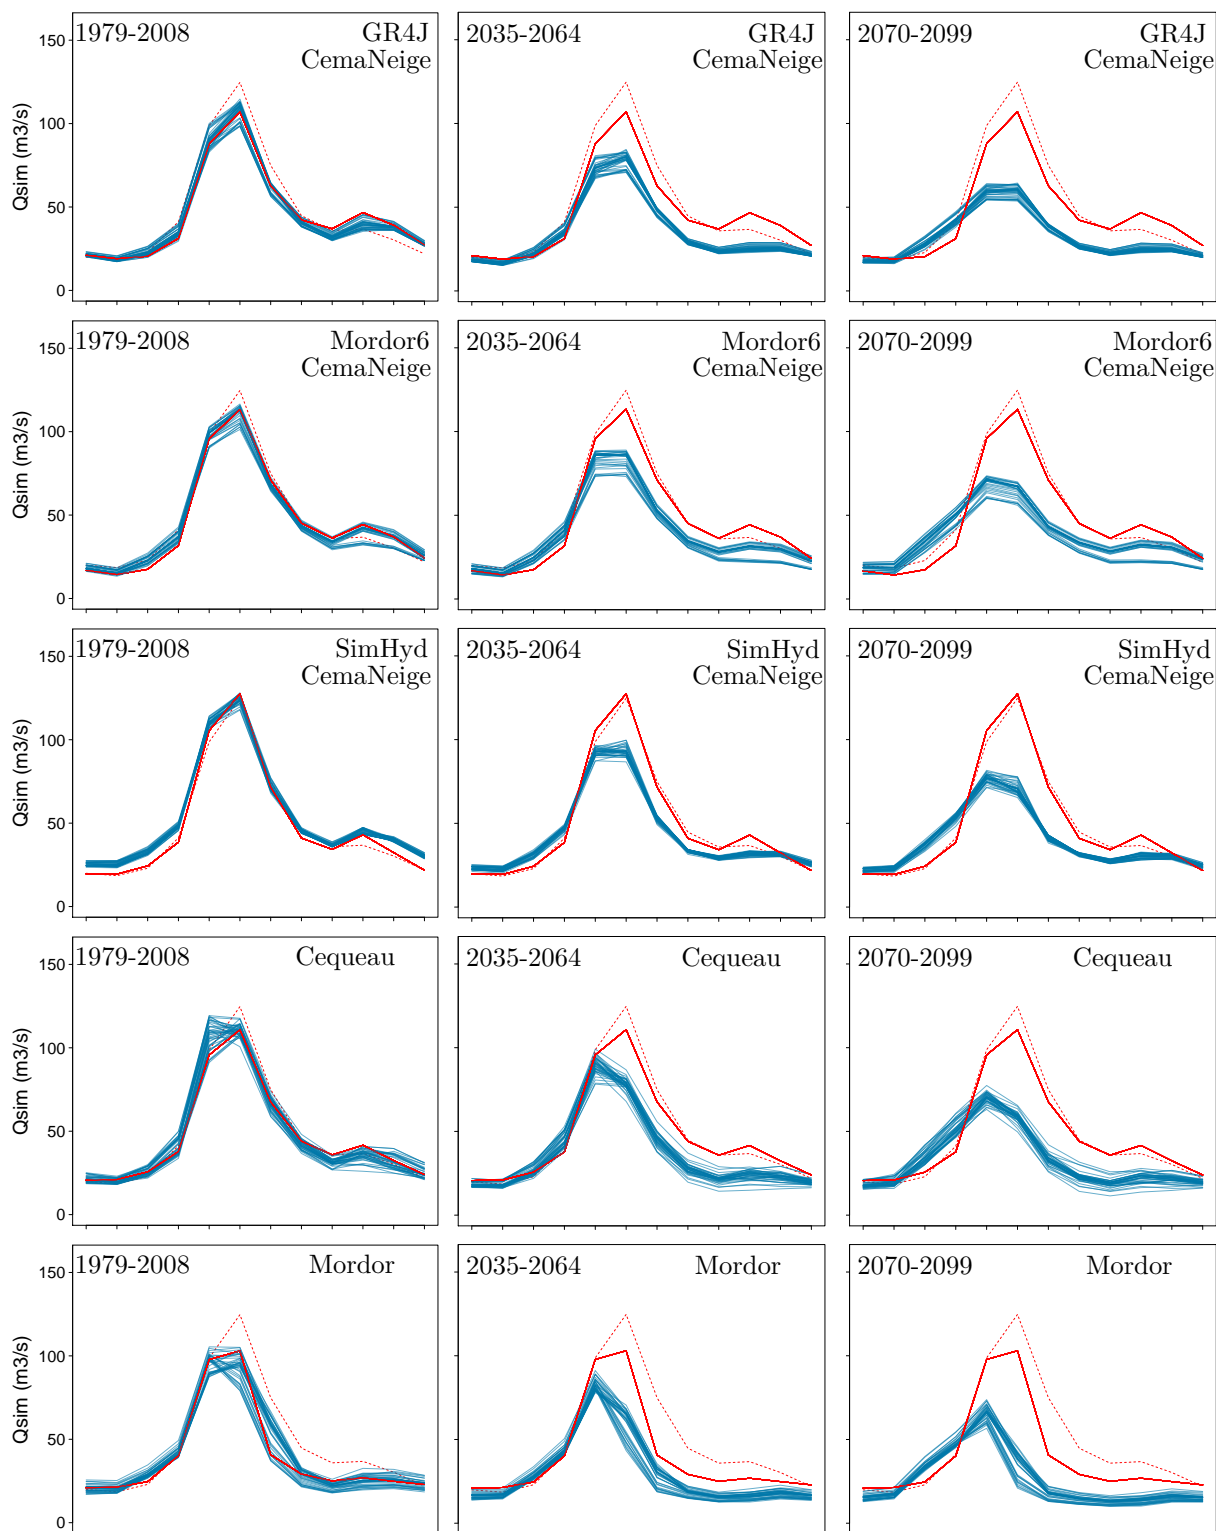 1979-2008 GR4J
CemaNeige
2035-2064 GR4J
CemaNeige
2070-2099 GR4J
CemaNeige
Qsim (m3/s)
150
100
50
0
1979-2008 Mordor6
CemaNeige
2035-2064 Mordor6
CemaNeige
2070-2099 Mordor6
CemaNeige
Qsim (m3/s)
150
100
50
0
1979-2008 SimHyd
CemaNeige
2035-2064 SimHyd
CemaNeige
2070-2099 SimHyd
CemaNeige
Qsim (m3/s)
150
100
50
0
1979-2008 Cequeau
2035-2064 Cequeau
2070-2099 Cequeau
Qsim (m3/s)
150
100
50
0
1979-2008 Mordor
2035-2064 Mordor
2070-2099 Mordor
Qsim (m3/s)
150
100
50
0